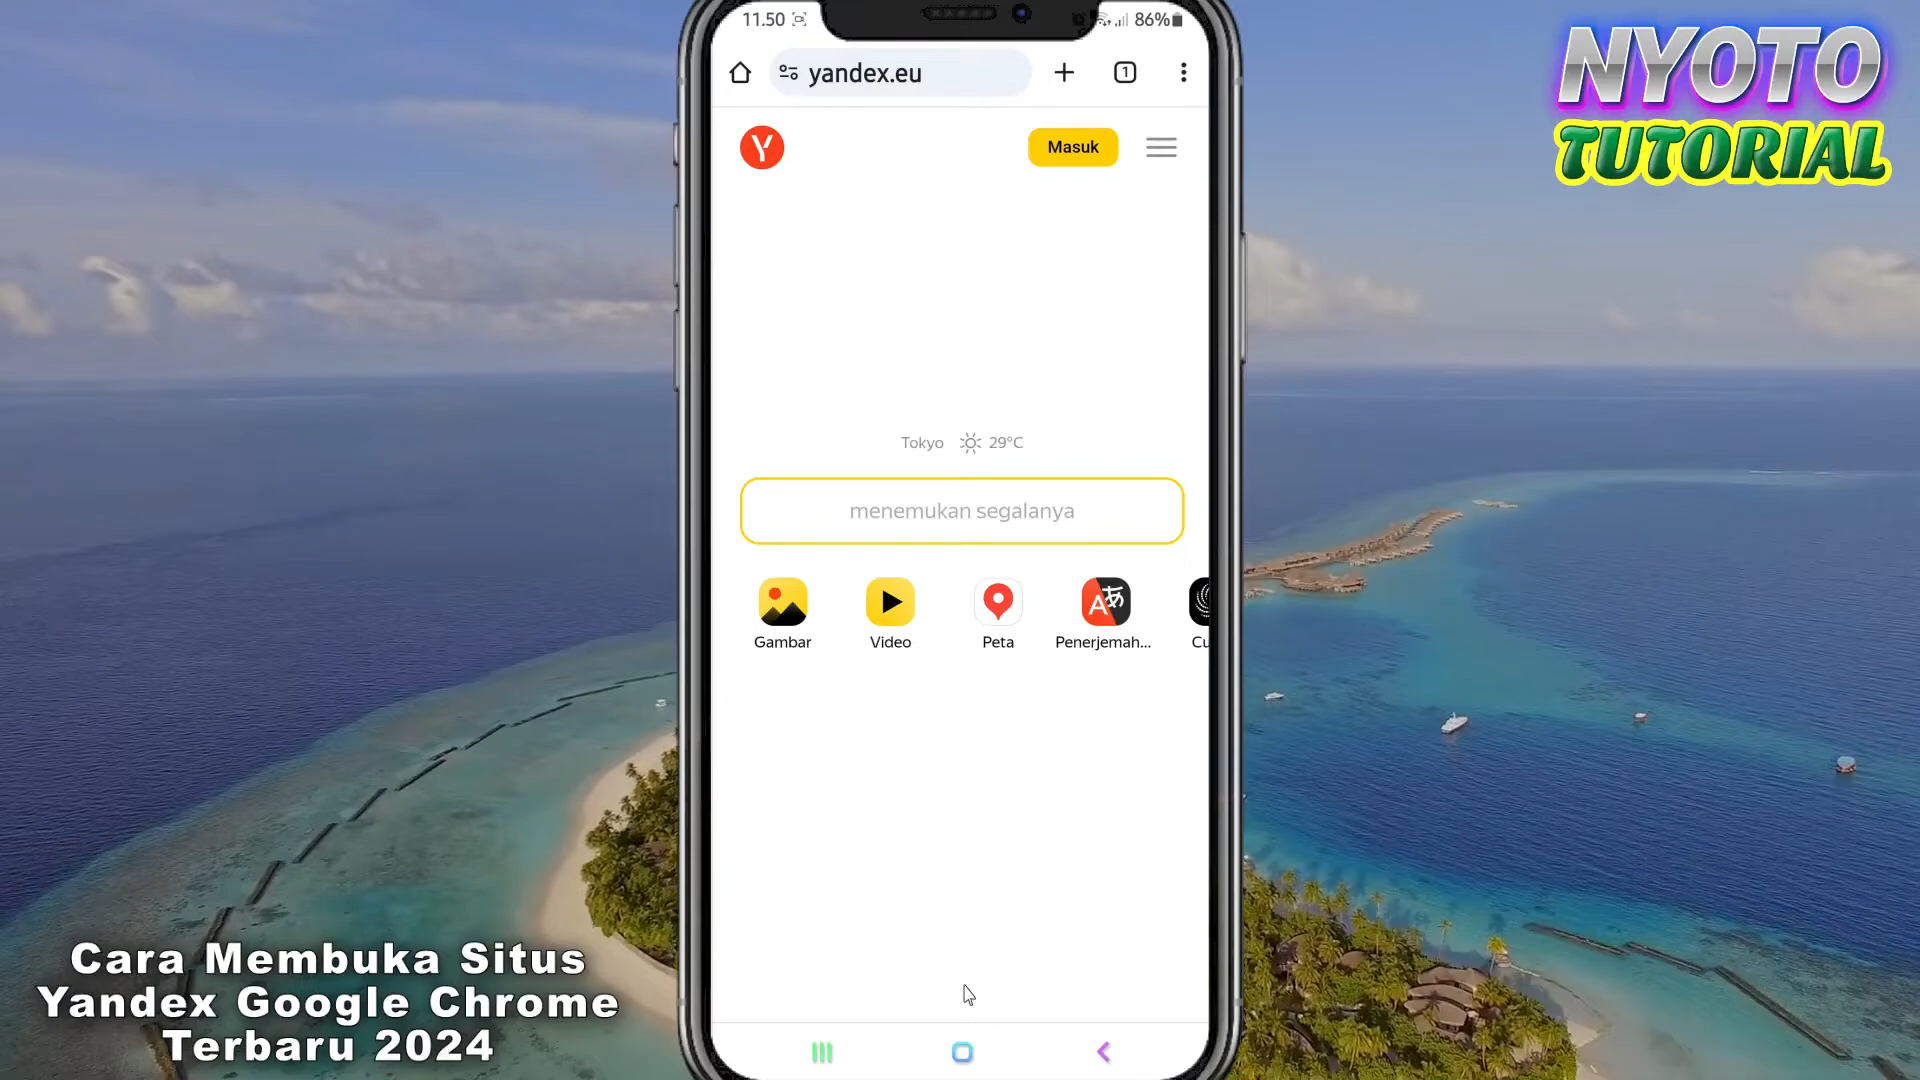 11.50
86%
yandex.eu
1
Y
Masuk
Tokyo 29°C
menemukan segalanya
Gambar
Video
Peta
Penerjemah...
Cu
NYOTO
TUTORIAL
Cara Membuka Situs
Yandex Google Chrome
Terbaru 2024